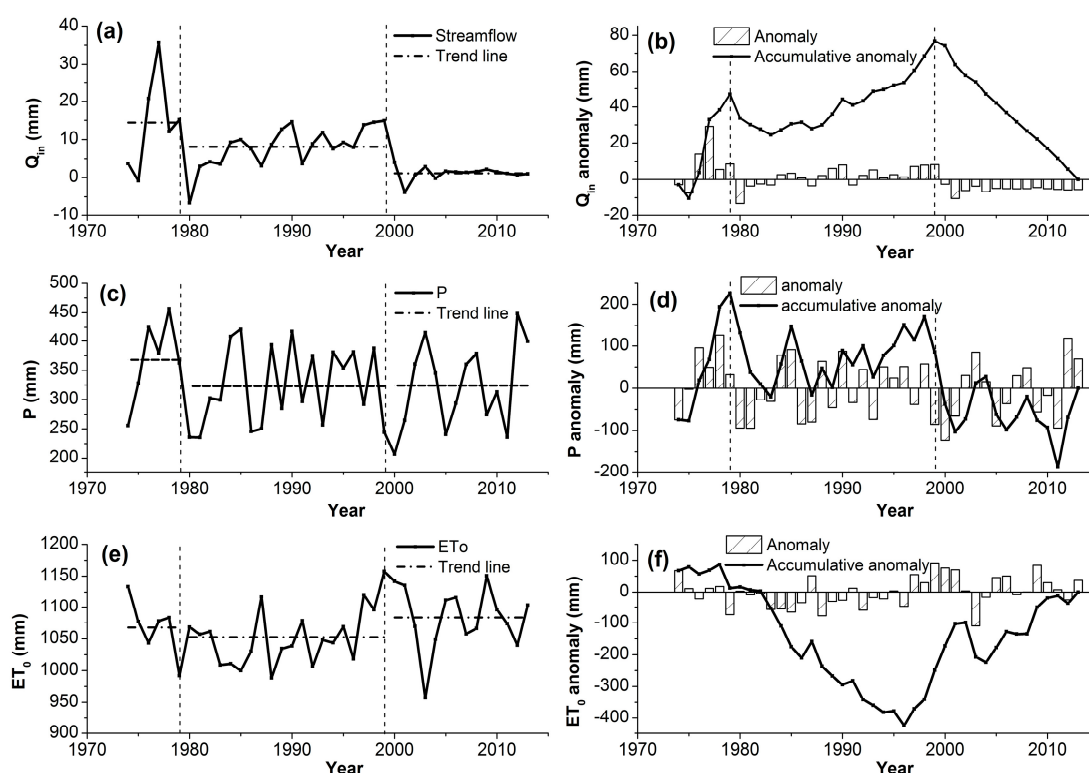 (a)
Streamflow
Trend line
40
30
20
10
0
-10
Qin (mm)
1970 1980 1990 2000 2010
Year
(b)
Anomaly
Accumulative anomaly
80
60
40
20
0
-20
Qin anomaly (mm)
1970 1980 1990 2000 2010
Year
(c)
P
Trend line
500
450
400
350
300
250
200
P (mm)
1970 1980 1990 2000 2010
Year
(d)
anomaly
accumulative anomaly
200
100
0
-100
-200
P anomaly (mm)
1970 1980 1990 2000 2010
Year
(e)
ETo
Trend line
1200
1150
1100
1050
1000
950
900
ET0 (mm)
1970 1980 1990 2000 2010
Year
(f)
Anomaly
Accumulative anomaly
100
0
-100
-200
-300
-400
ET0 anomaly (mm)
1970 1980 1990 2000 2010
Year